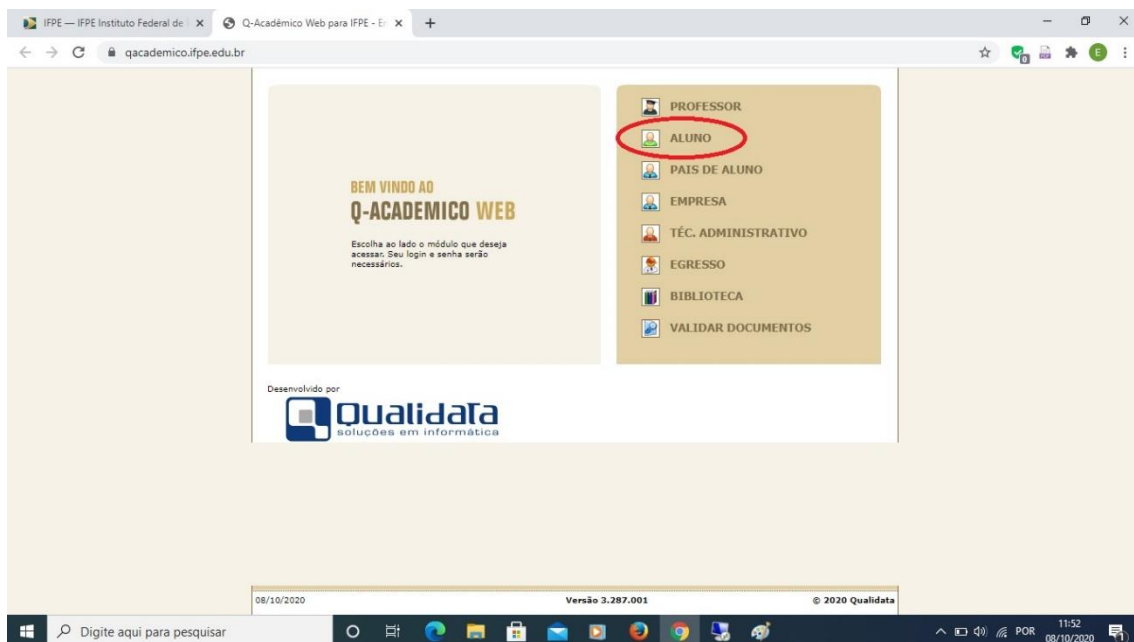 IFPE — IFPE Instituto Federal de
Q-Acadêmico Web para IFPE - En
qacademico.ifpe.edu.br
0
E
BEM VINDO AO
Q-ACADEMICO WEB
Escolha ao lado o módulo que deseja
acessar. Seu login e senha serão
necessários.
PROFESSOR
ALUNO
PAIS DE ALUNO
EMPRESA
TÉC. ADMINISTRATIVO
EGRESSO
BIBLIOTECA
VALIDAR DOCUMENTOS
Desenvolvido por
Qualidata
soluções em informática
08/10/2020
Versão 3.287.001
© 2020 Qualidata
Digite aqui para pesquisar
POR
11:52
08/10/2020